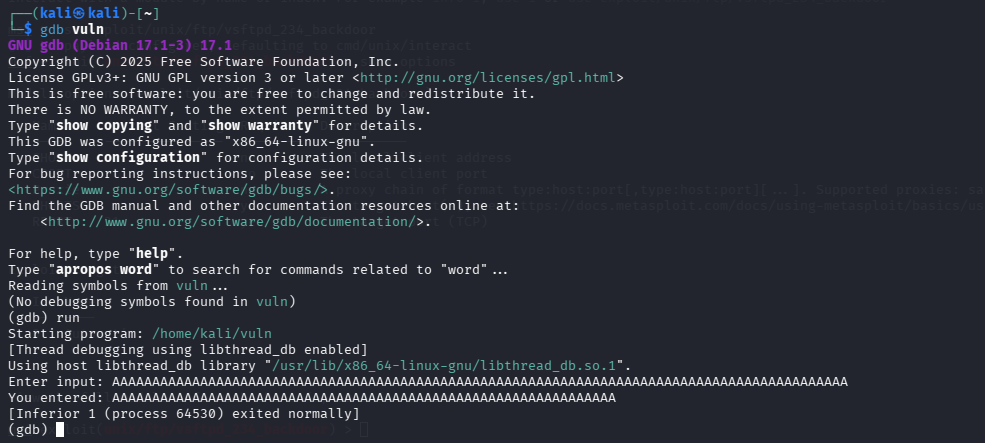 ┌──(kali㉿kali)-[~]
└─$ gdb vuln
GNU gdb (Debian 17.1-3) 17.1
Copyright (C) 2025 Free Software Foundation, Inc.
License GPLv3+: GNU GPL version 3 or later <http://gnu.org/licenses/gpl.html>
This is free software: you are free to change and redistribute it.
There is NO WARRANTY, to the extent permitted by law.
Type "show copying" and "show warranty" for details.
This GDB was configured as "x86_64-linux-gnu".
Type "show configuration" for configuration details.
For bug reporting instructions, please see:
<https://www.gnu.org/software/gdb/bugs/>.
Find the GDB manual and other documentation resources online at:
    <http://www.gnu.org/software/gdb/documentation/>.
For help, type "help".
Type "apropos word" to search for commands related to "word"...
Reading symbols from vuln...
(No debugging symbols found in vuln)
(gdb) run
Starting program: /home/kali/vuln
[Thread debugging using libthread_db enabled]
Using host libthread_db library "/usr/lib/x86_64-linux-gnu/libthread_db.so.1".
Enter input: AAAAAAAAAAAAAAAAAAAAAAAAAAAAAAAAAAAAAAAAAAAAAAAAAAAAAAAAAAAAAAAAAAAAAAAAAAAAAAAAAAAAAAAAAAAA
You entered: AAAAAAAAAAAAAAAAAAAAAAAAAAAAAAAAAAAAAAAAAAAAAAAAAAAAAAAAAAAAAAA
[Inferior 1 (process 64530) exited normally]
(gdb)